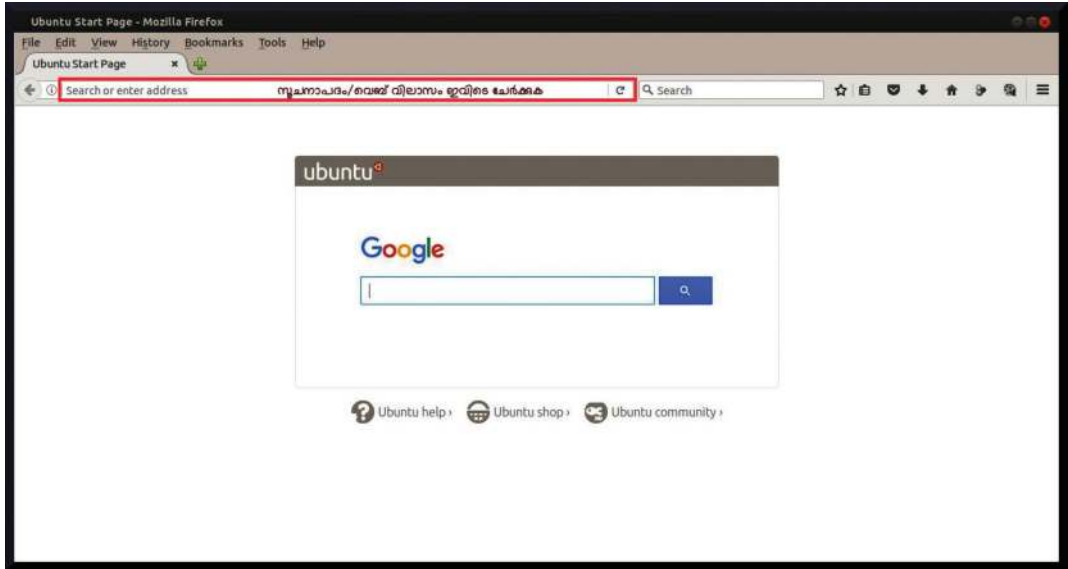 Ubuntu Start Page - Mozilla Firefox
File Edit View History Bookmarks Tools Help
Ubuntu Start Page
Search or enter address സൂചനാപദം/വെബ് വിലാസം ഇവിടെ ചേർക്കുക Search
ubuntu
Google
Ubuntu help › Ubuntu shop › Ubuntu community ›